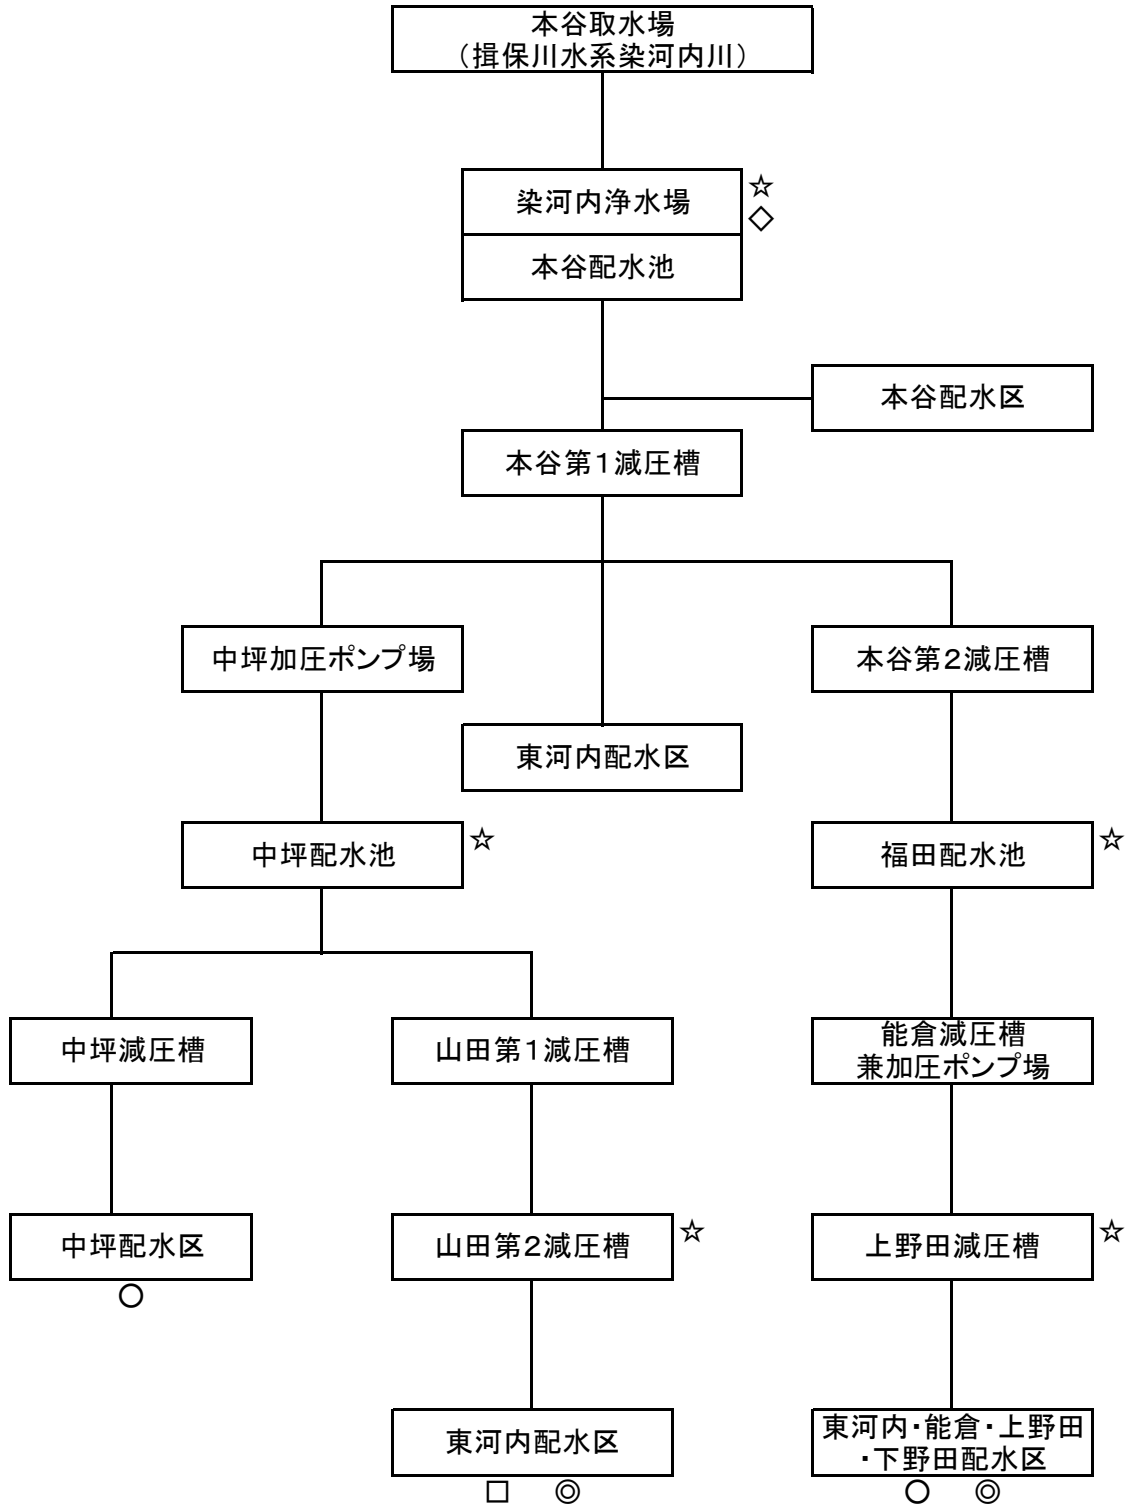 本谷取水場
（揖保川水系染河内川）
染河内浄水場
☆
◇
本谷配水池
本谷配水区
本谷第1減圧槽
中坪加圧ポンプ場
本谷第2減圧槽
東河内配水区
中坪配水池
☆
福田配水池
☆
中坪減圧槽
山田第1減圧槽
能倉減圧槽
兼加圧ポンプ場
中坪配水区
○
山田第2減圧槽
☆
上野田減圧槽
☆
東河内配水区
□ ◎
東河内・能倉・上野田
・下野田配水区
○ ◎